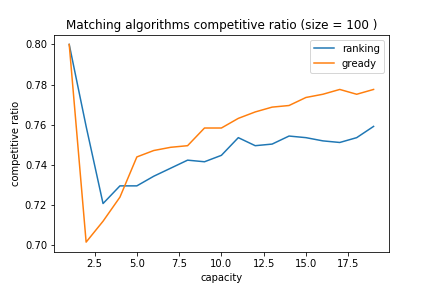 Matching algorithms competitive ratio (size = 100 )
ranking
gready
competitive ratio
0.80
0.78
0.76
0.74
0.72
0.70
2.5 5.0 7.5 10.0 12.5 15.0 17.5
capacity